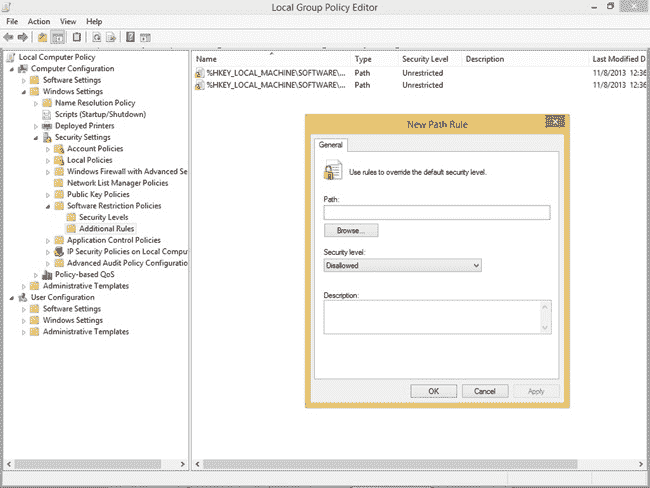 Local Group Policy Editor
File Action View Help
Local Computer Policy
Computer Configuration
Software Settings
Windows Settings
Name Resolution Policy
Scripts (Startup/Shutdown)
Deployed Printers
Security Settings
Account Policies
Local Policies
Windows Firewall with Advanced Se
Network List Manager Policies
Public Key Policies
Software Restriction Policies
Security Levels
Additional Rules
Application Control Policies
IP Security Policies on Local Compu
Advanced Audit Policy Configuration
Policy-based QoS
Administrative Templates
User Configuration
Software Settings
Windows Settings
Administrative Templates
Name Type Security Level Description Last Modified D
%HKEY_LOCAL_MACHINE\SOFTWARE\... Path Unrestricted 11/8/2013 12:36
%HKEY_LOCAL_MACHINE\SOFTWARE\... Path Unrestricted 11/8/2013 12:36
New Path Rule
General
Use rules to override the default security level.
Path:
Browse...
Security level:
Disallowed
Description:
OK Cancel Apply